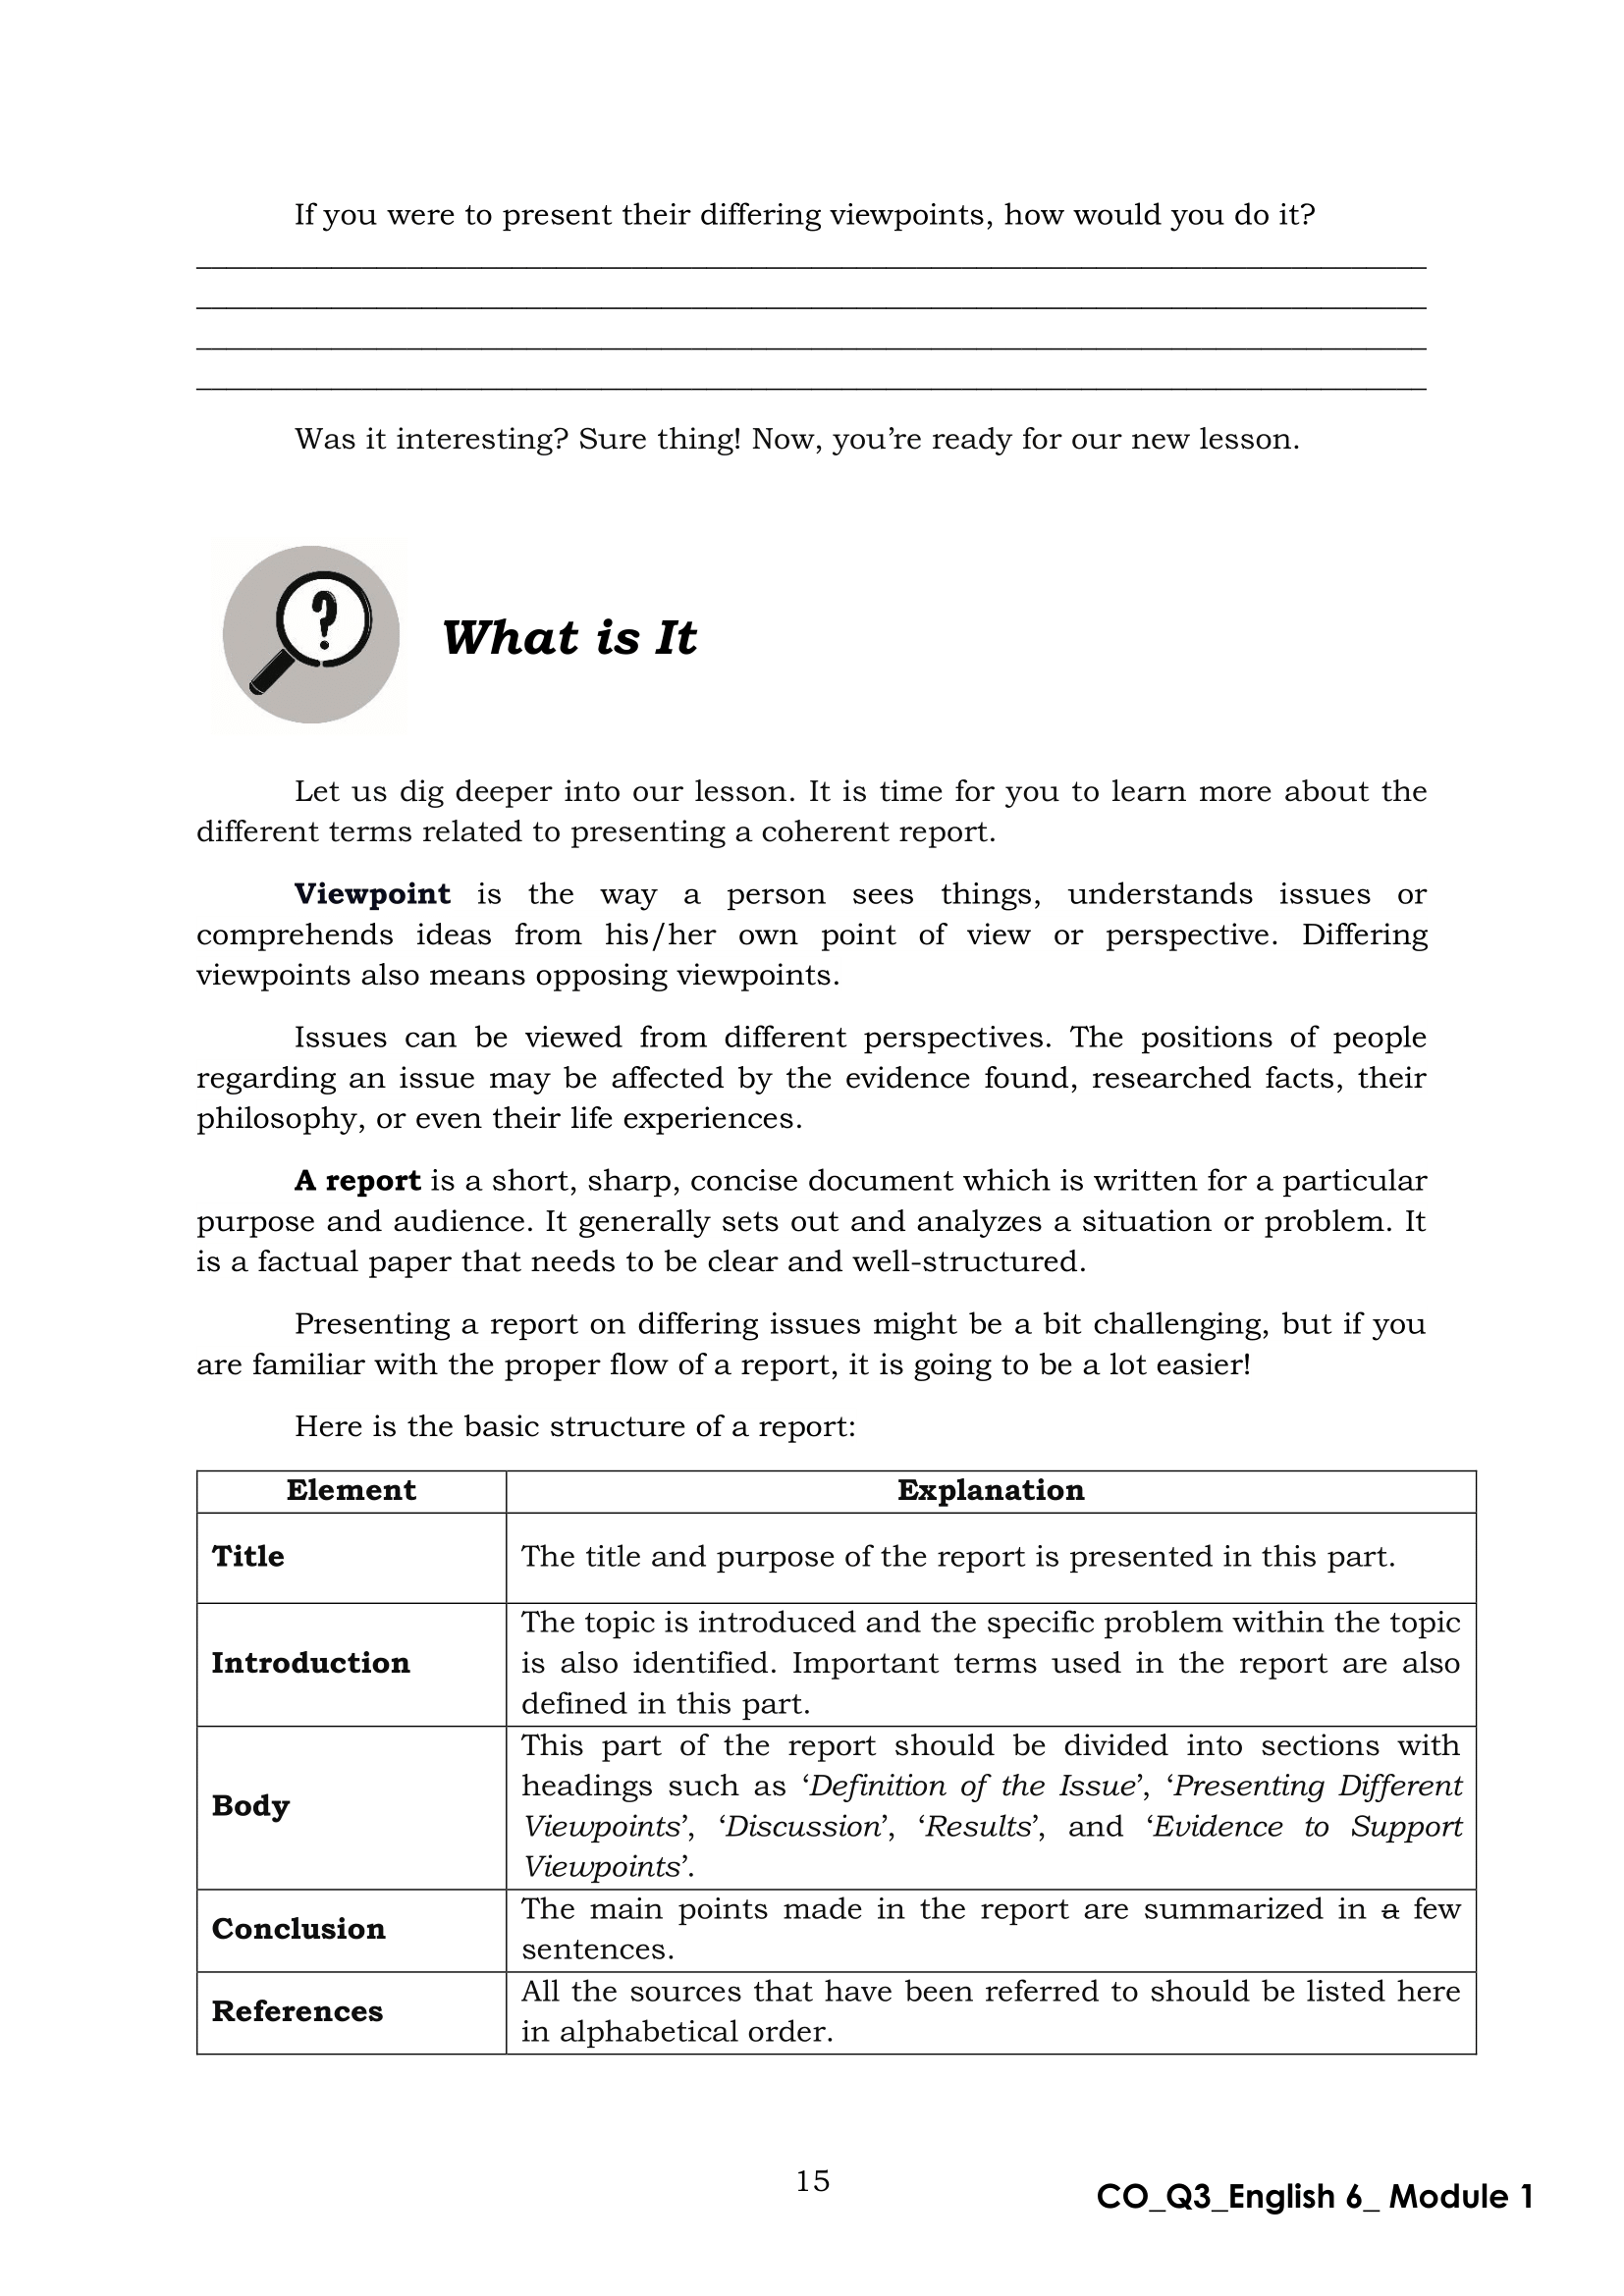 If you were to present their differing viewpoints, how would you do it?
Was it interesting? Sure thing! Now, you’re ready for our new lesson.
?
What is It
Let us dig deeper into our lesson. It is time for you to learn more about the
different terms related to presenting a coherent report.
Viewpoint is the way a person sees things, understands issues or
comprehends ideas from his/her own point of view or perspective. Differing
viewpoints also means opposing viewpoints.
Issues can be viewed from different perspectives. The positions of people
regarding an issue may be affected by the evidence found, researched facts, their
philosophy, or even their life experiences.
A report is a short, sharp, concise document which is written for a particular
purpose and audience. It generally sets out and analyzes a situation or problem. It
is a factual paper that needs to be clear and well-structured.
Presenting a report on differing issues might be a bit challenging, but if you
are familiar with the proper flow of a report, it is going to be a lot easier!
Here is the basic structure of a report:
Element
Explanation
Title
The title and purpose of the report is presented in this part.
Introduction
The topic is introduced and the specific problem within the topic
is also identified. Important terms used in the report are also
defined in this part.
Body
This part of the report should be divided into sections with
headings such as ‘Definition of the Issue’, ‘Presenting Different
Viewpoints’, ‘Discussion’, ‘Results’, and ‘Evidence to Support
Viewpoints’.
Conclusion
The main points made in the report are summarized in a few
sentences.
References
All the sources that have been referred to should be listed here
in alphabetical order.
15
CO_Q3_English 6_ Module 1